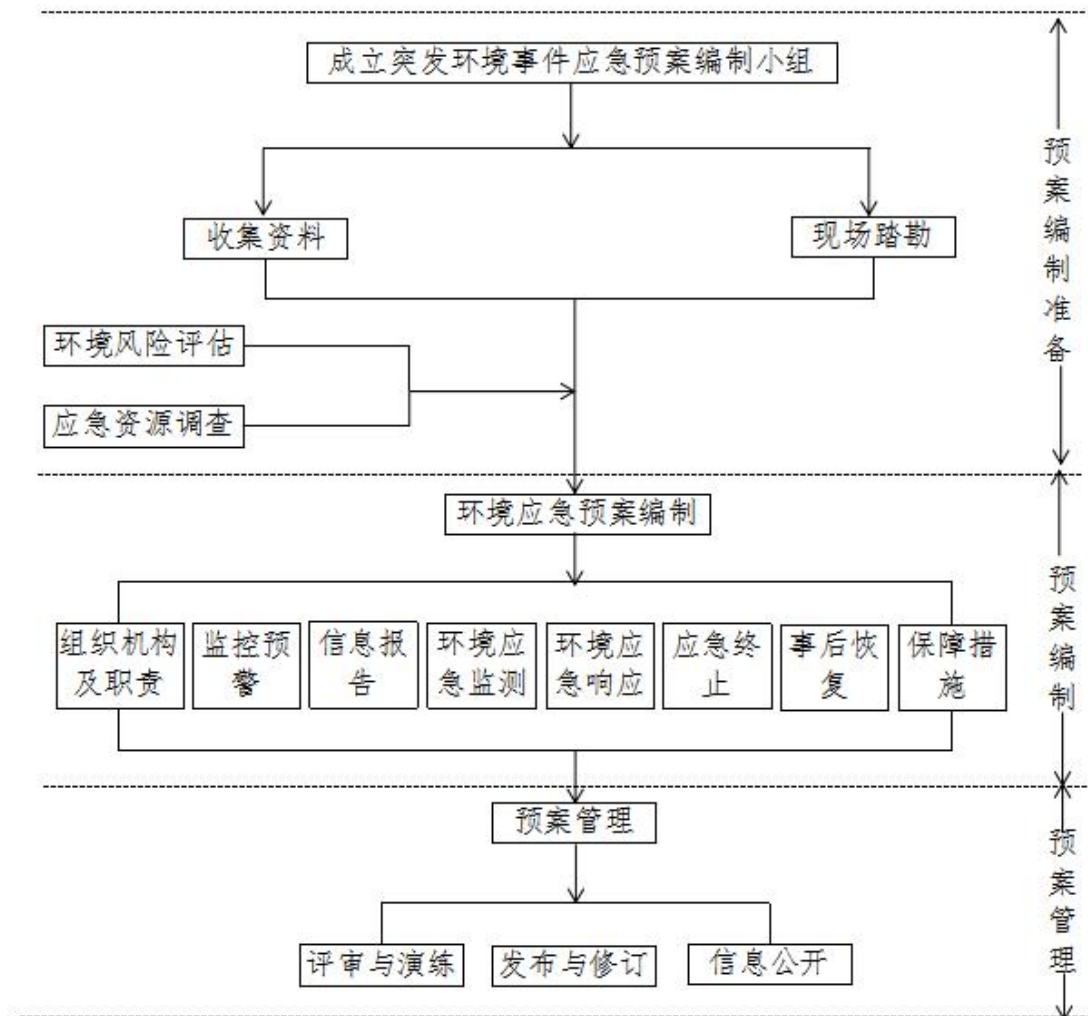 成立突发环境事件应急预案编制小组
收集资料
现场踏勘
环境风险评估
应急资源调查
预案编制准备
环境应急预案编制
组织机构
及职责
监控预
警
信息报
告
环境应
急监测
环境应
急响应
应急终
止
事后恢
复
保障措
施
预案编制
预案管理
评审与演练
发布与修订
信息公开
预案管理